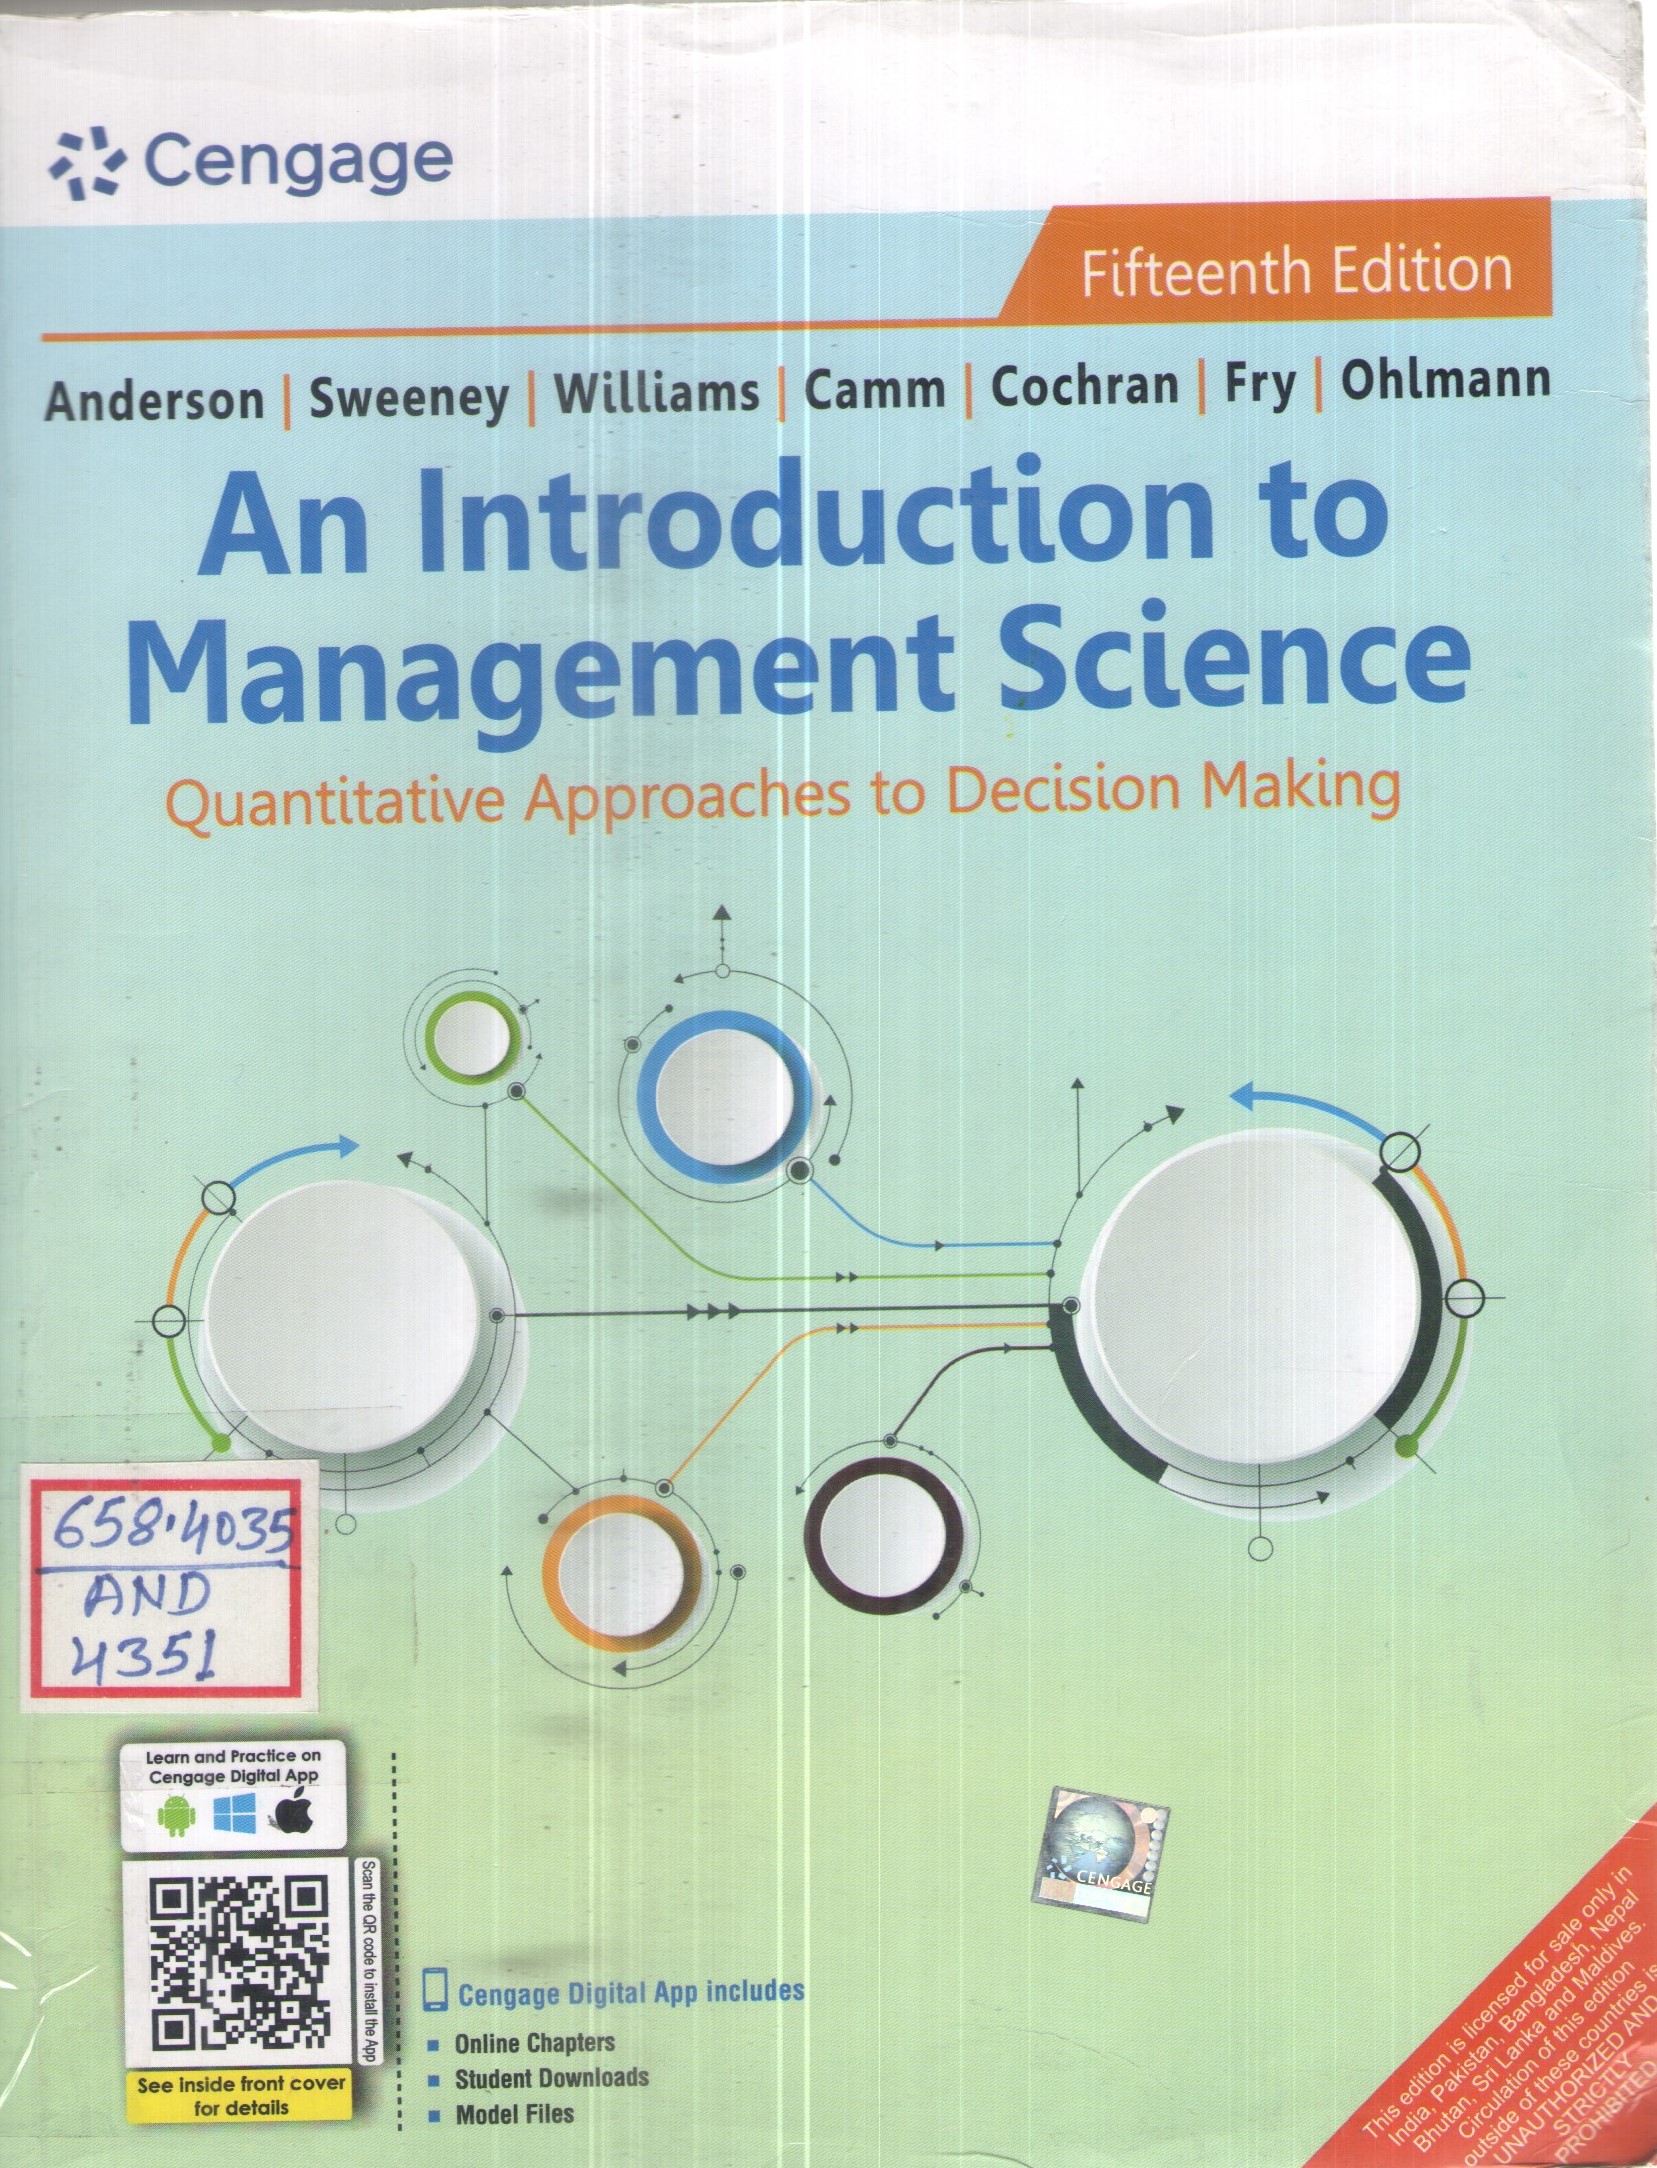 Cengage
Fifteenth Edition
Anderson | Sweeney | Williams | Camm | Cochran | Fry | Ohlmann
An Introduction to
Management Science
Quantitative Approaches to Decision Making
658.4035
AND
4351
Learn and Practice on
Cengage Digital App
Scan the QR code to install the App
See inside front cover
for details
Cengage Digital App includes
Online Chapters
Student Downloads
Model Files
CENGAGE
This edition is licensed for sale only in
India, Pakistan, Bangladesh, Nepal
Bhutan, Sri Lanka and Maldives.
Circulation of this edition
outside of these countries is
UNAUTHORIZED AND
STRICTLY
PROHIBITED